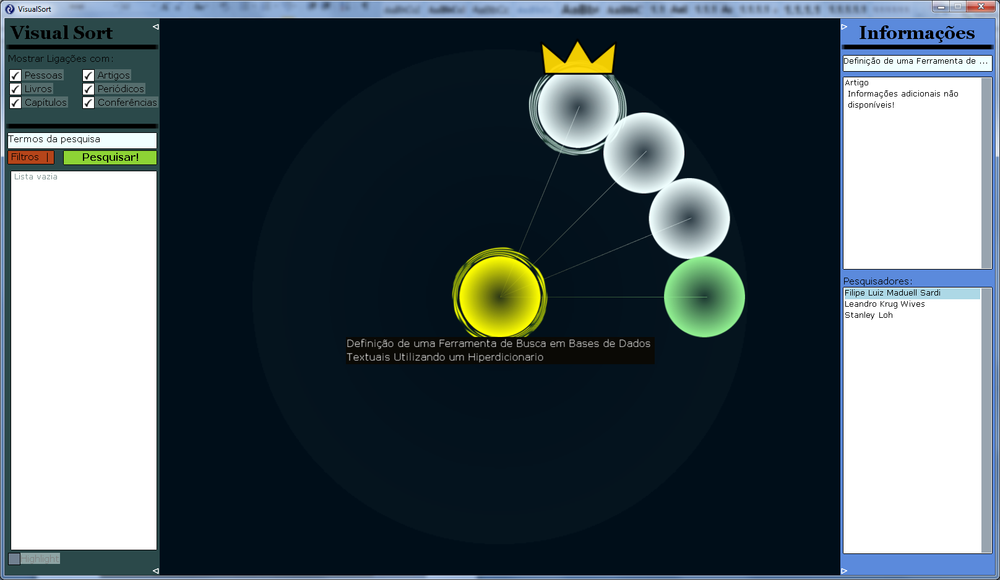 VisualSort
Visual Sort
Mostrar Ligações com:
Pessoas
Artigos
Livros
Periódicos
Capítulos
Conferências
Termos da pesquisa
Filtros |
Pesquisar!
Lista vazia
Highlight
Definição de uma Ferramenta de Busca em Bases de Dados
Textuais Utilizando um Hiperdicionario
Informações
Definição de uma Ferramenta de ...
Artigo
Informações adicionais não
disponíveis!
Pesquisadores:
Filipe Luiz Maduell Sardi
Leandro Krug Wives
Stanley Loh